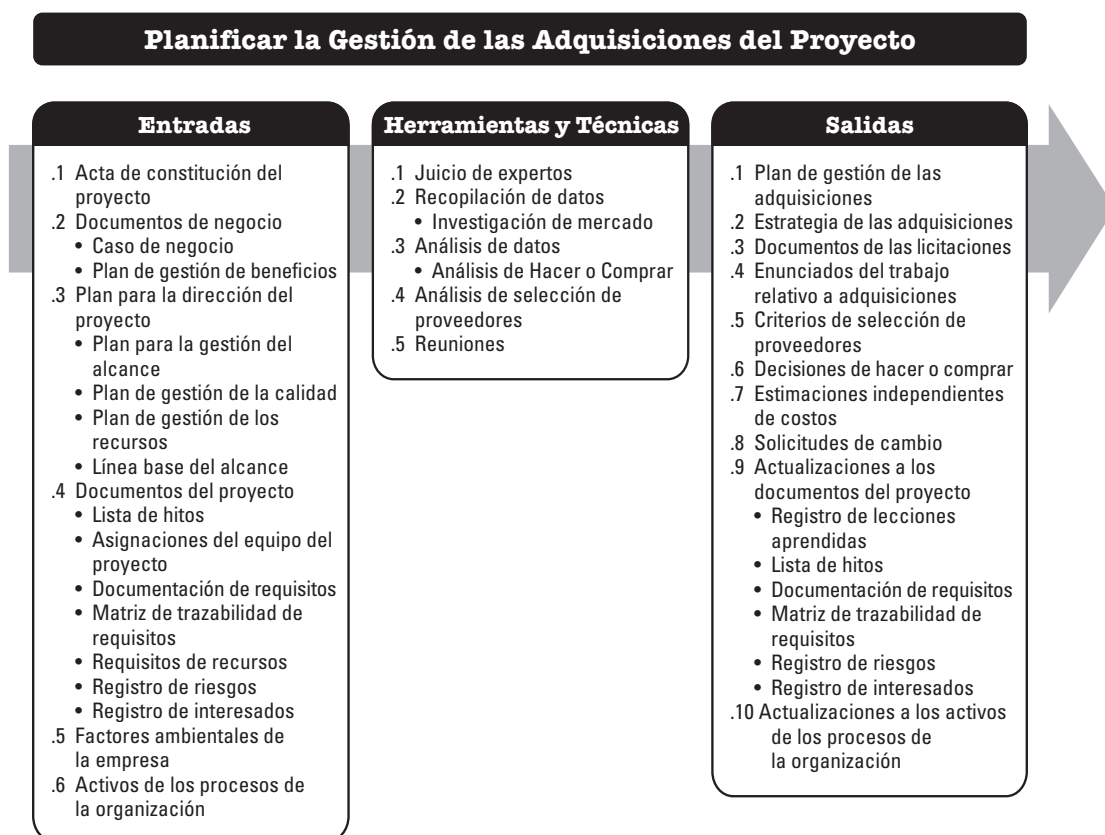 Planificar la Gestión de las Adquisiciones del Proyecto
Entradas
.1 Acta de constitución del
proyecto
.2 Documentos de negocio
• Caso de negocio
• Plan de gestión de beneficios
.3 Plan para la dirección del
proyecto
• Plan para la gestión del
alcance
• Plan de gestión de la calidad
• Plan de gestión de los
recursos
• Línea base del alcance
.4 Documentos del proyecto
• Lista de hitos
• Asignaciones del equipo del
proyecto
• Documentación de requisitos
• Matriz de trazabilidad de
requisitos
• Requisitos de recursos
• Registro de riesgos
• Registro de interesados
.5 Factores ambientales de
la empresa
.6 Activos de los procesos de
la organización
Herramientas y Técnicas
.1 Juicio de expertos
.2 Recopilación de datos
• Investigación de mercado
.3 Análisis de datos
• Análisis de Hacer o Comprar
.4 Análisis de selección de
proveedores
.5 Reuniones
Salidas
.1 Plan de gestión de las
adquisiciones
.2 Estrategia de las adquisiciones
.3 Documentos de las licitaciones
.4 Enunciados del trabajo
relativo a adquisiciones
.5 Criterios de selección de
proveedores
.6 Decisiones de hacer o comprar
.7 Estimaciones independientes
de costos
.8 Solicitudes de cambio
.9 Actualizaciones a los
documentos del proyecto
• Registro de lecciones
aprendidas
• Lista de hitos
• Documentación de requisitos
• Matriz de trazabilidad de
requisitos
• Registro de riesgos
• Registro de interesados
.10 Actualizaciones a los activos
de los procesos de
la organización